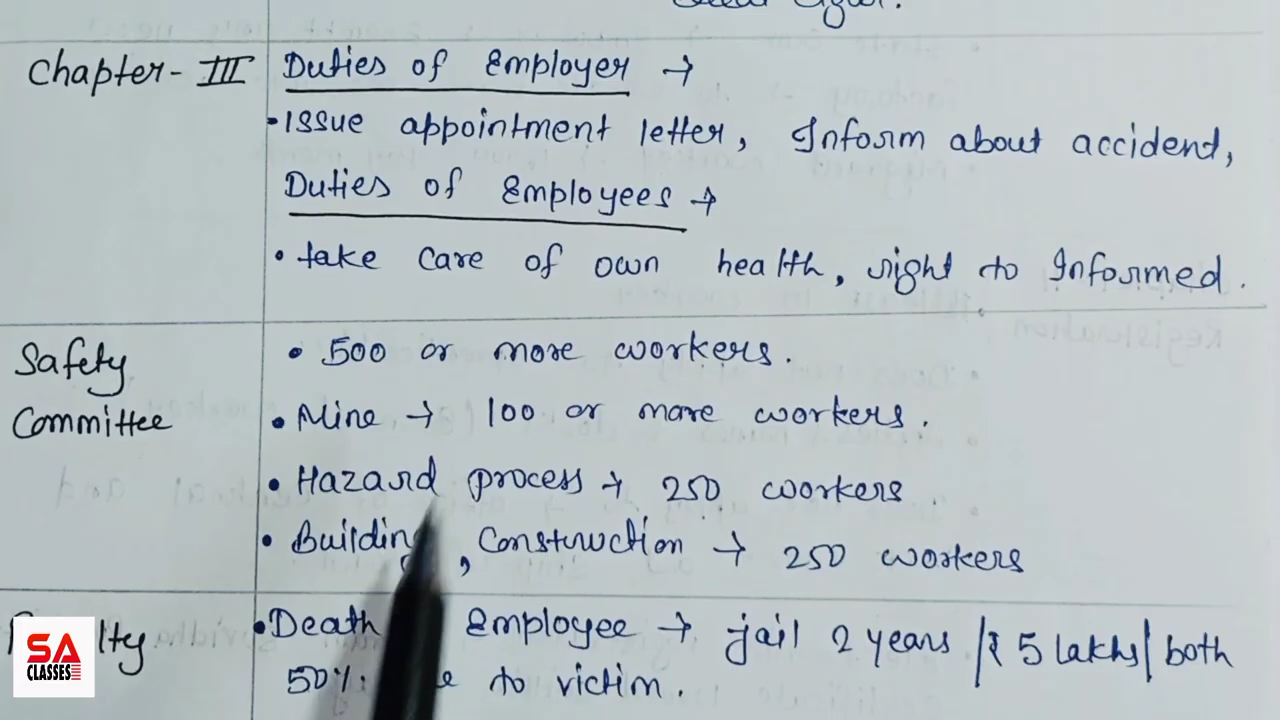 Chapter - III
Duties of Employer →
• Issue appointment letter, Inform about accidend,
Duties of Employees →
• take care of own health, right to Informed.
Safety Committee
• 500 or more workers.
• Mine → 100 or more workers.
• Hazard process → 250 workers
• Building, Construction → 250 workers
• Death Employee → jail 2 years / ₹ 5 lakhs / both
50% to victim.
SA
CLASSES